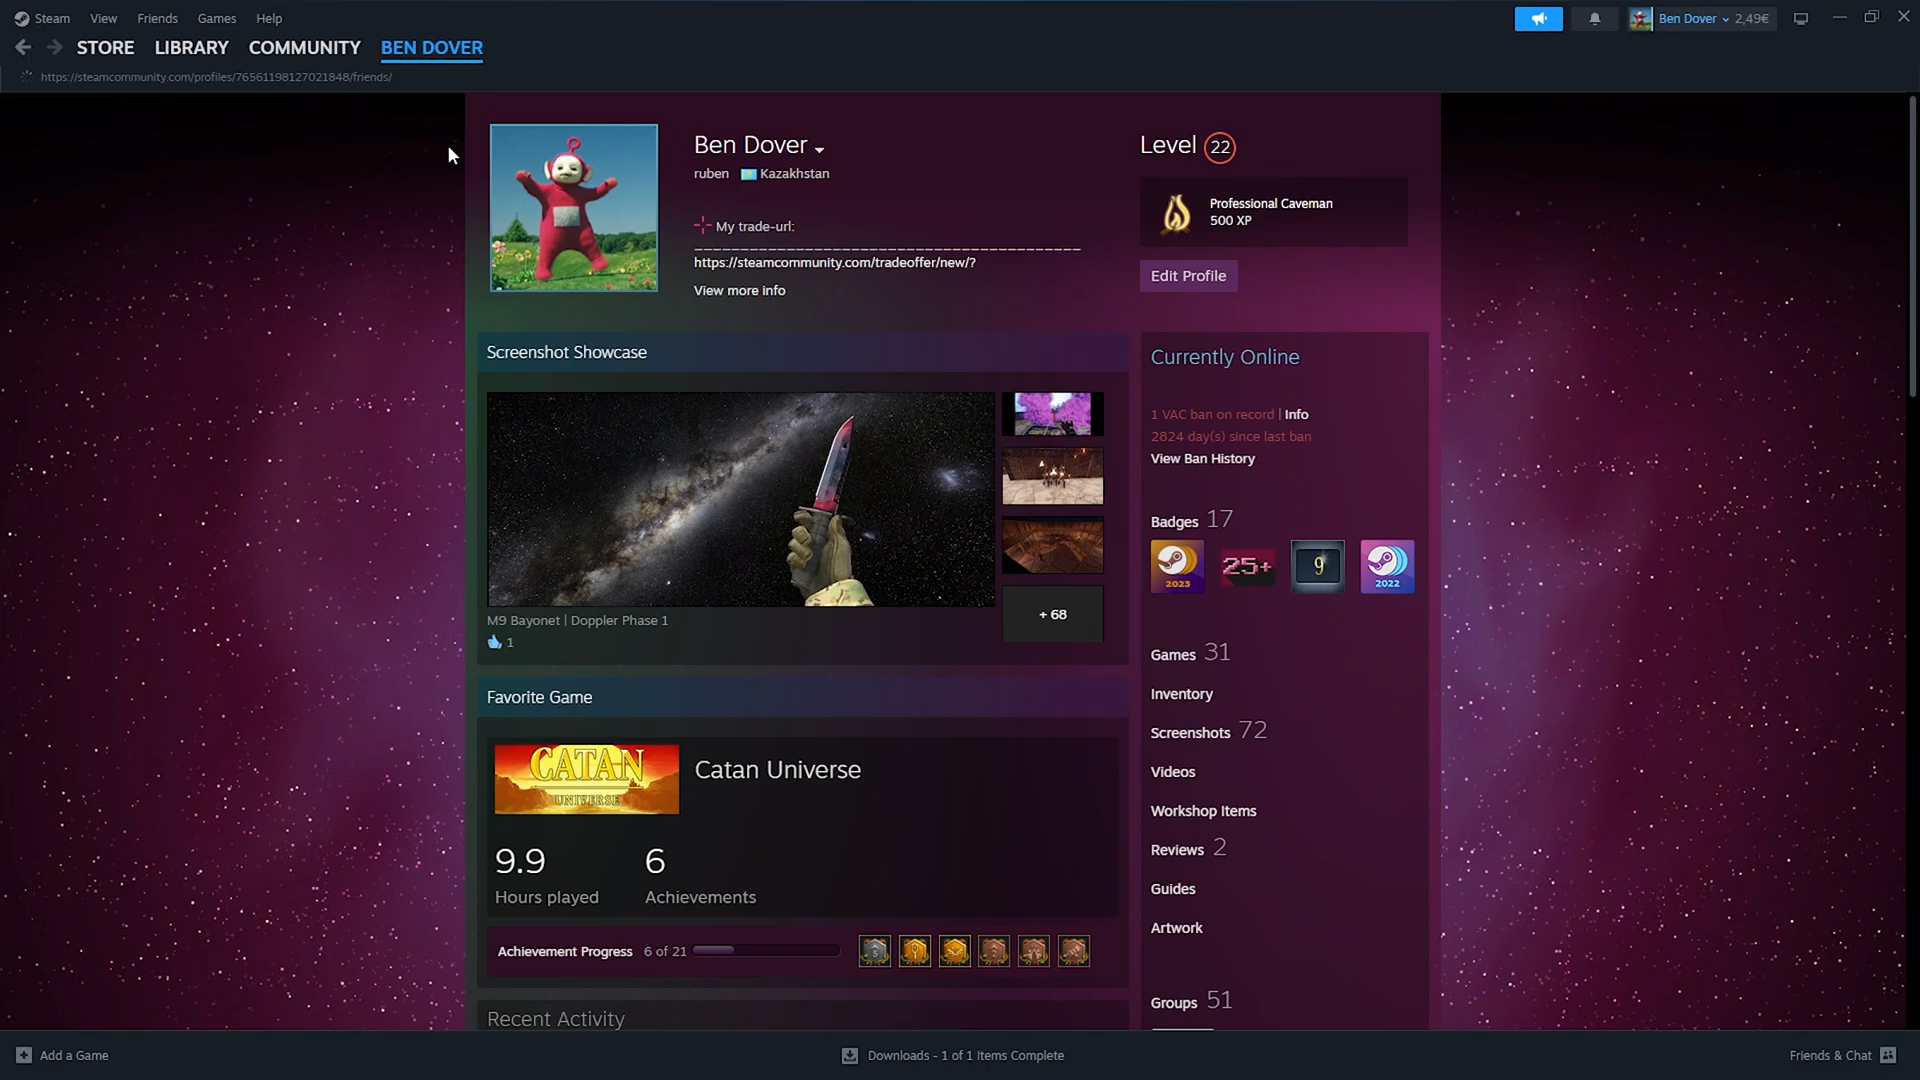 Steam View Friends Games Help
Ben Dover 2,49€
STORE LIBRARY COMMUNITY BEN DOVER
https://steamcommunity.com/profiles/76561198127021848/friends/
Ben Dover
ruben Kazakhstan
My trade-url:
__________________________________________
https://steamcommunity.com/tradeoffer/new/?
View more info
Level 22
Professional Caveman
500 XP
Edit Profile
Screenshot Showcase
+ 68
M9 Bayonet | Doppler Phase 1
1
Favorite Game
CATAN
UNIVERSE
Catan Universe
9.9
Hours played
6
Achievements
Achievement Progress 6 of 21
Recent Activity
Currently Online
1 VAC ban on record | Info
2824 day(s) since last ban
View Ban History
Badges 17
2023
25+
9
2022
Games 31
Inventory
Screenshots 72
Videos
Workshop Items
Reviews 2
Guides
Artwork
Groups 51
Add a Game
Downloads - 1 of 1 Items Complete
Friends & Chat